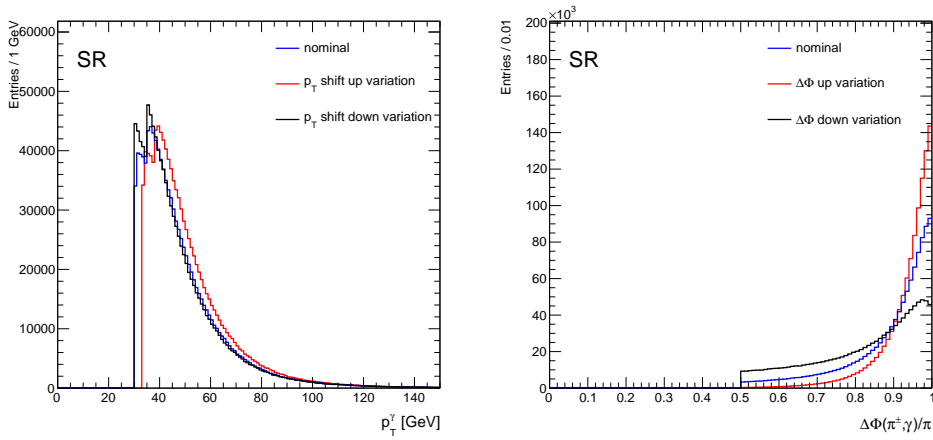 Entries / 1 GeV
60000
50000
40000
30000
20000
10000
0
SR
nominal
p_T shift up variation
p_T shift down variation
0 20 40 60 80 100 120 140
p_T^γ [GeV]
×10³
Entries / 0.01
200
180
160
140
120
100
80
60
40
20
0
SR
nominal
ΔΦ up variation
ΔΦ down variation
0 0.1 0.2 0.3 0.4 0.5 0.6 0.7 0.8 0.9 1
ΔΦ(π±,γ)/π